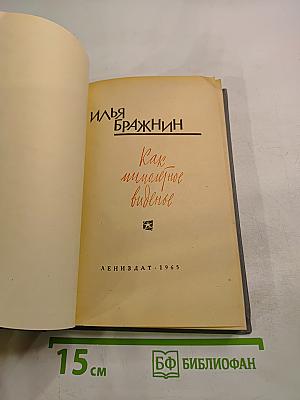 ИЛЬЯ
БРАЖНИН
Как
мимолетное
виденье
ЛЕНИЗДАТ · 1965
15 см
БФ БИБЛИОФАН